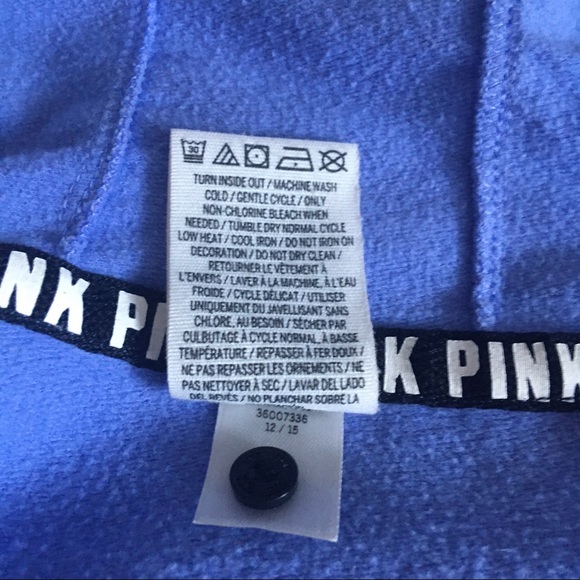 30
TURN INSIDE OUT / MACHINE WASH
COLD / GENTLE CYCLE / ONLY
NON-CHLORINE BLEACH WHEN
NEEDED / TUMBLE DRY NORMAL CYCLE
LOW HEAT / COOL IRON / DO NOT IRON ON
DECORATION / DO NOT DRY CLEAN /
RETOURNER LE VÊTEMENT À
L'ENVERS / LAVER À LA MACHINE, À L'EAU
FROIDE / CYCLE DÉLICAT / UTILISER
UNIQUEMENT DU JAVELLISANT SANS
CHLORE, AU BESOIN / SÉCHER PAR
CULBUTAGE À CYCLE NORMAL, À BASSE
TEMPÉRATURE / REPASSER À FER DOUX /
NE PAS REPASSER LES ORNEMENTS / NE
PAS NETTOYER À SEC / LAVAR DEL LADO
DEL REVÉS / NO PLANCHAR SOBRE LA
NK PI K PINK
36007336
12 / 15